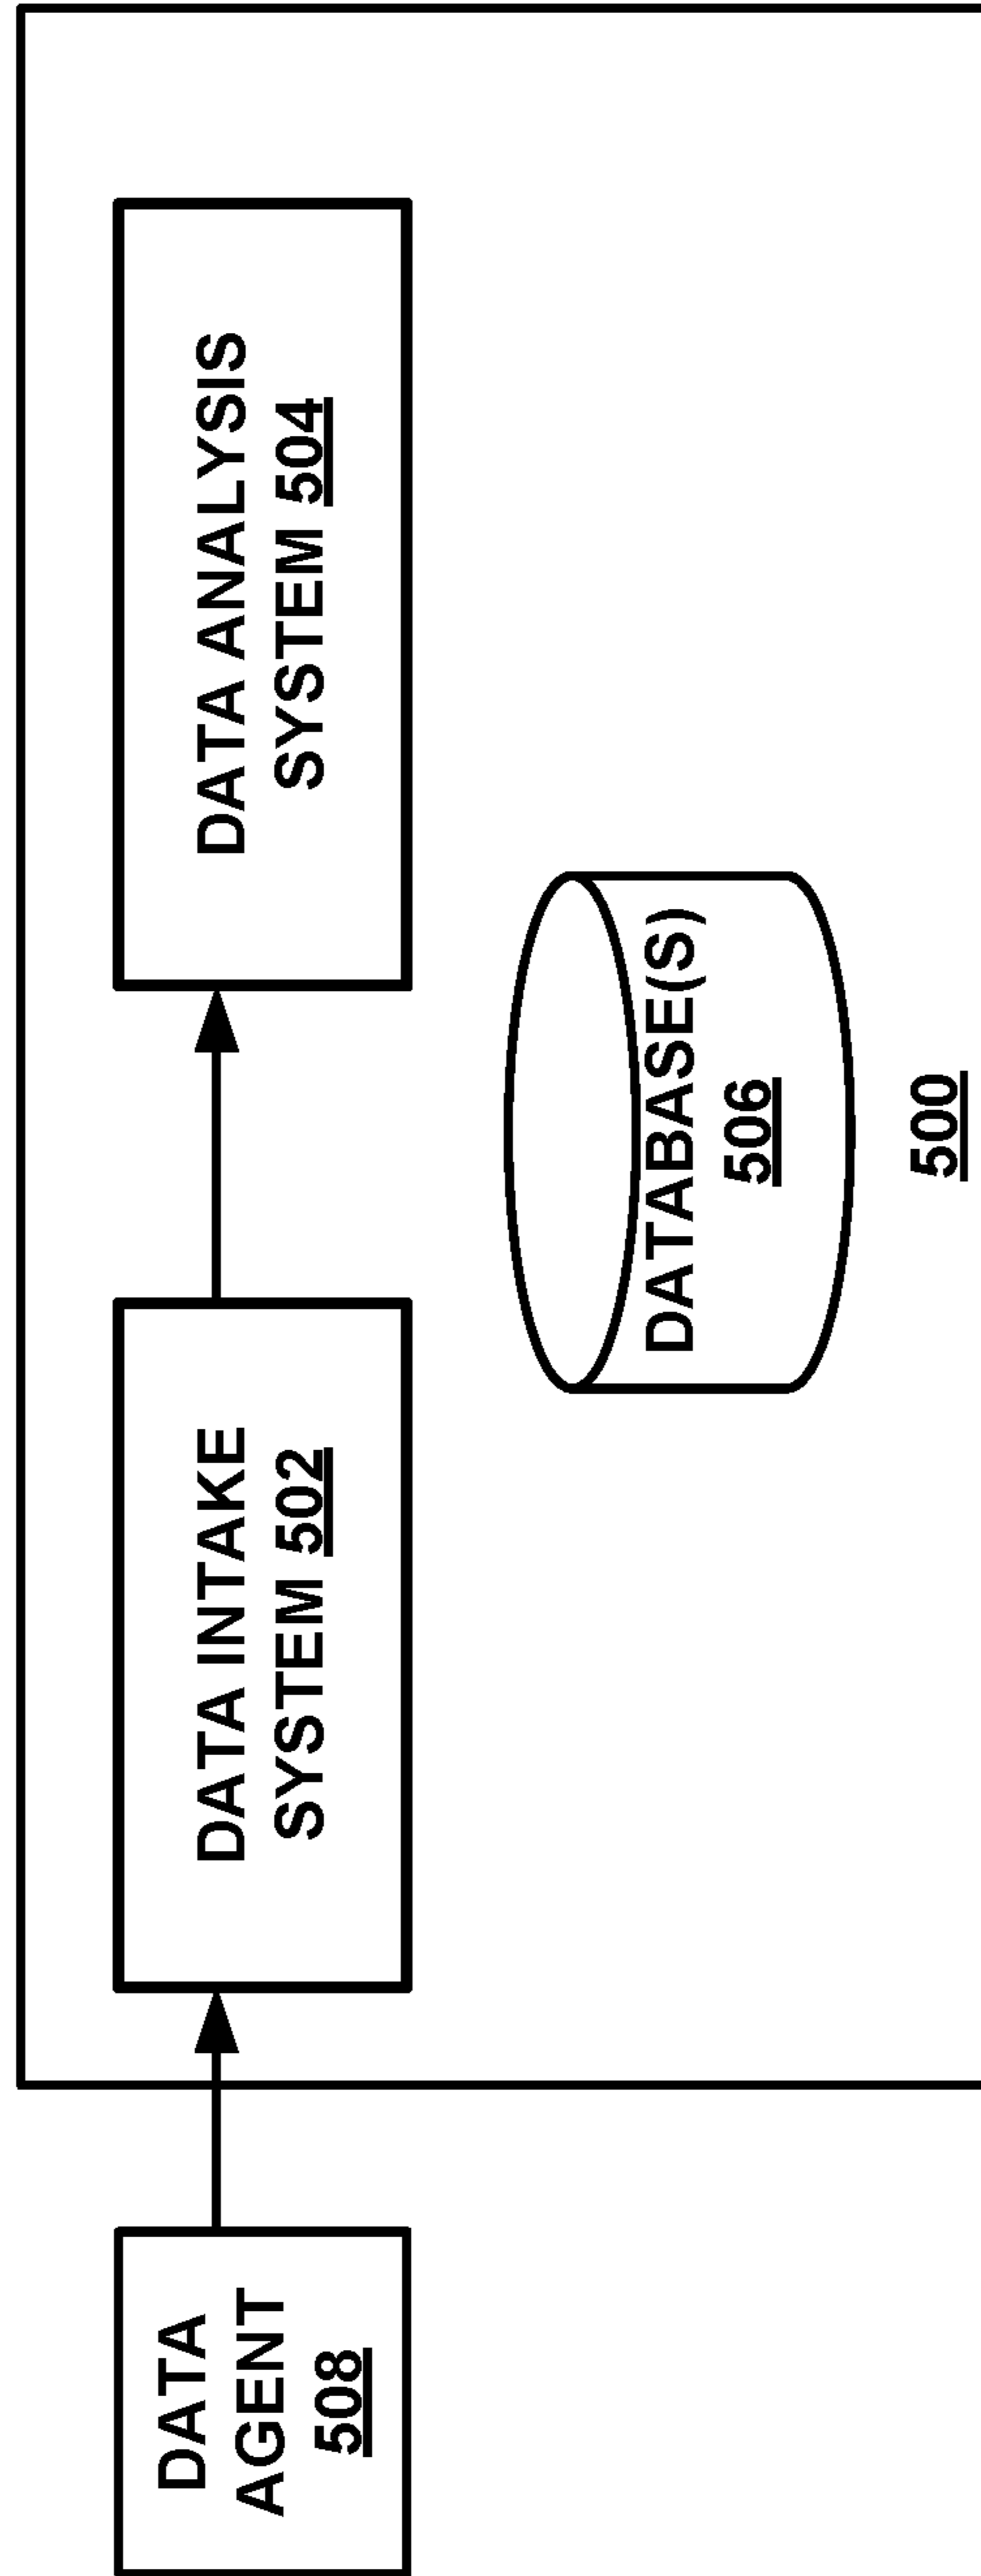 DATA
AGENT
508
DATA INTAKE
SYSTEM 502
DATA ANALYSIS
SYSTEM 504
DATABASE(S)
506
500